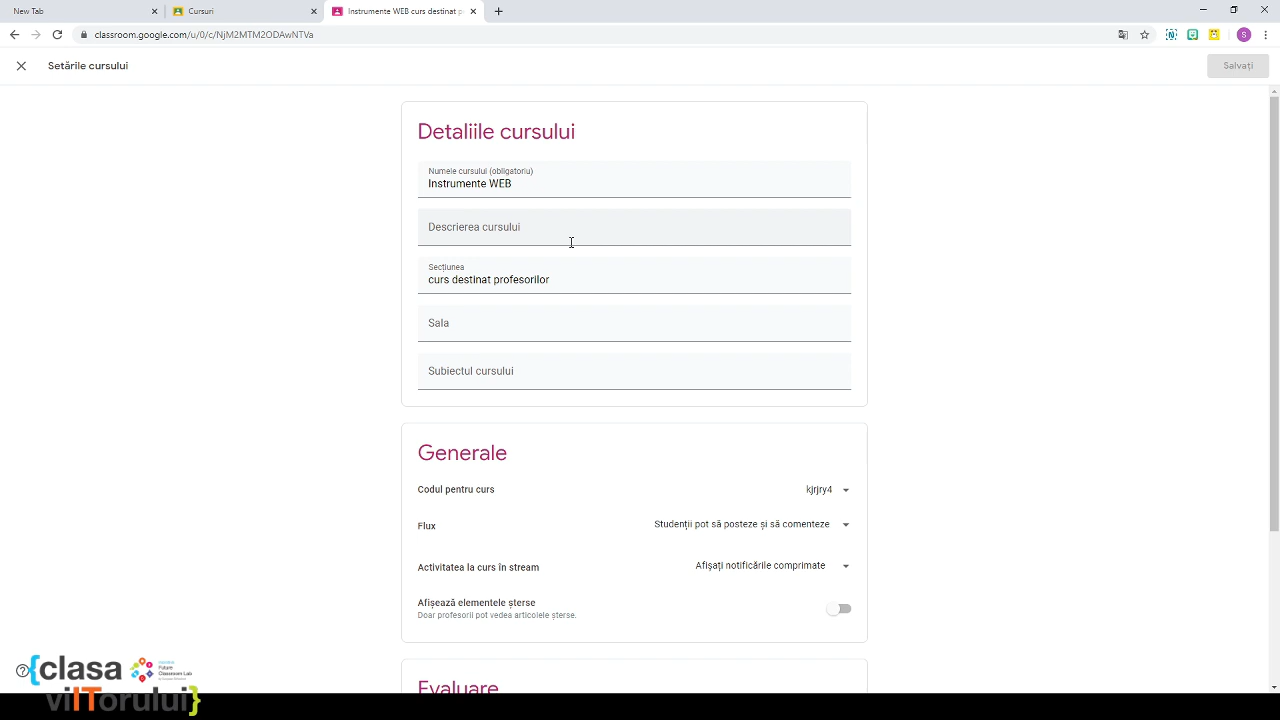 New Tab
Cursuri
Instrumente WEB curs destinat p
classroom.google.com/u/0/c/NjM2MTM2ODAwNTVa
S
Setările cursului
Salvați
Detaliile cursului
Numele cursului (obligatoriu)
Instrumente WEB
Descrierea cursului
Secțiunea
curs destinat profesorilor
Sala
Subiectul cursului
Generale
Codul pentru curs
kjrjry4
Flux
Studenții pot să posteze și să comenteze
Activitatea la curs în stream
Afișați notificările comprimate
Afișează elementele șterse
Doar profesorii pot vedea articolele șterse.
Evaluare
{clasa
viITorului}
Future
Classroom Lab